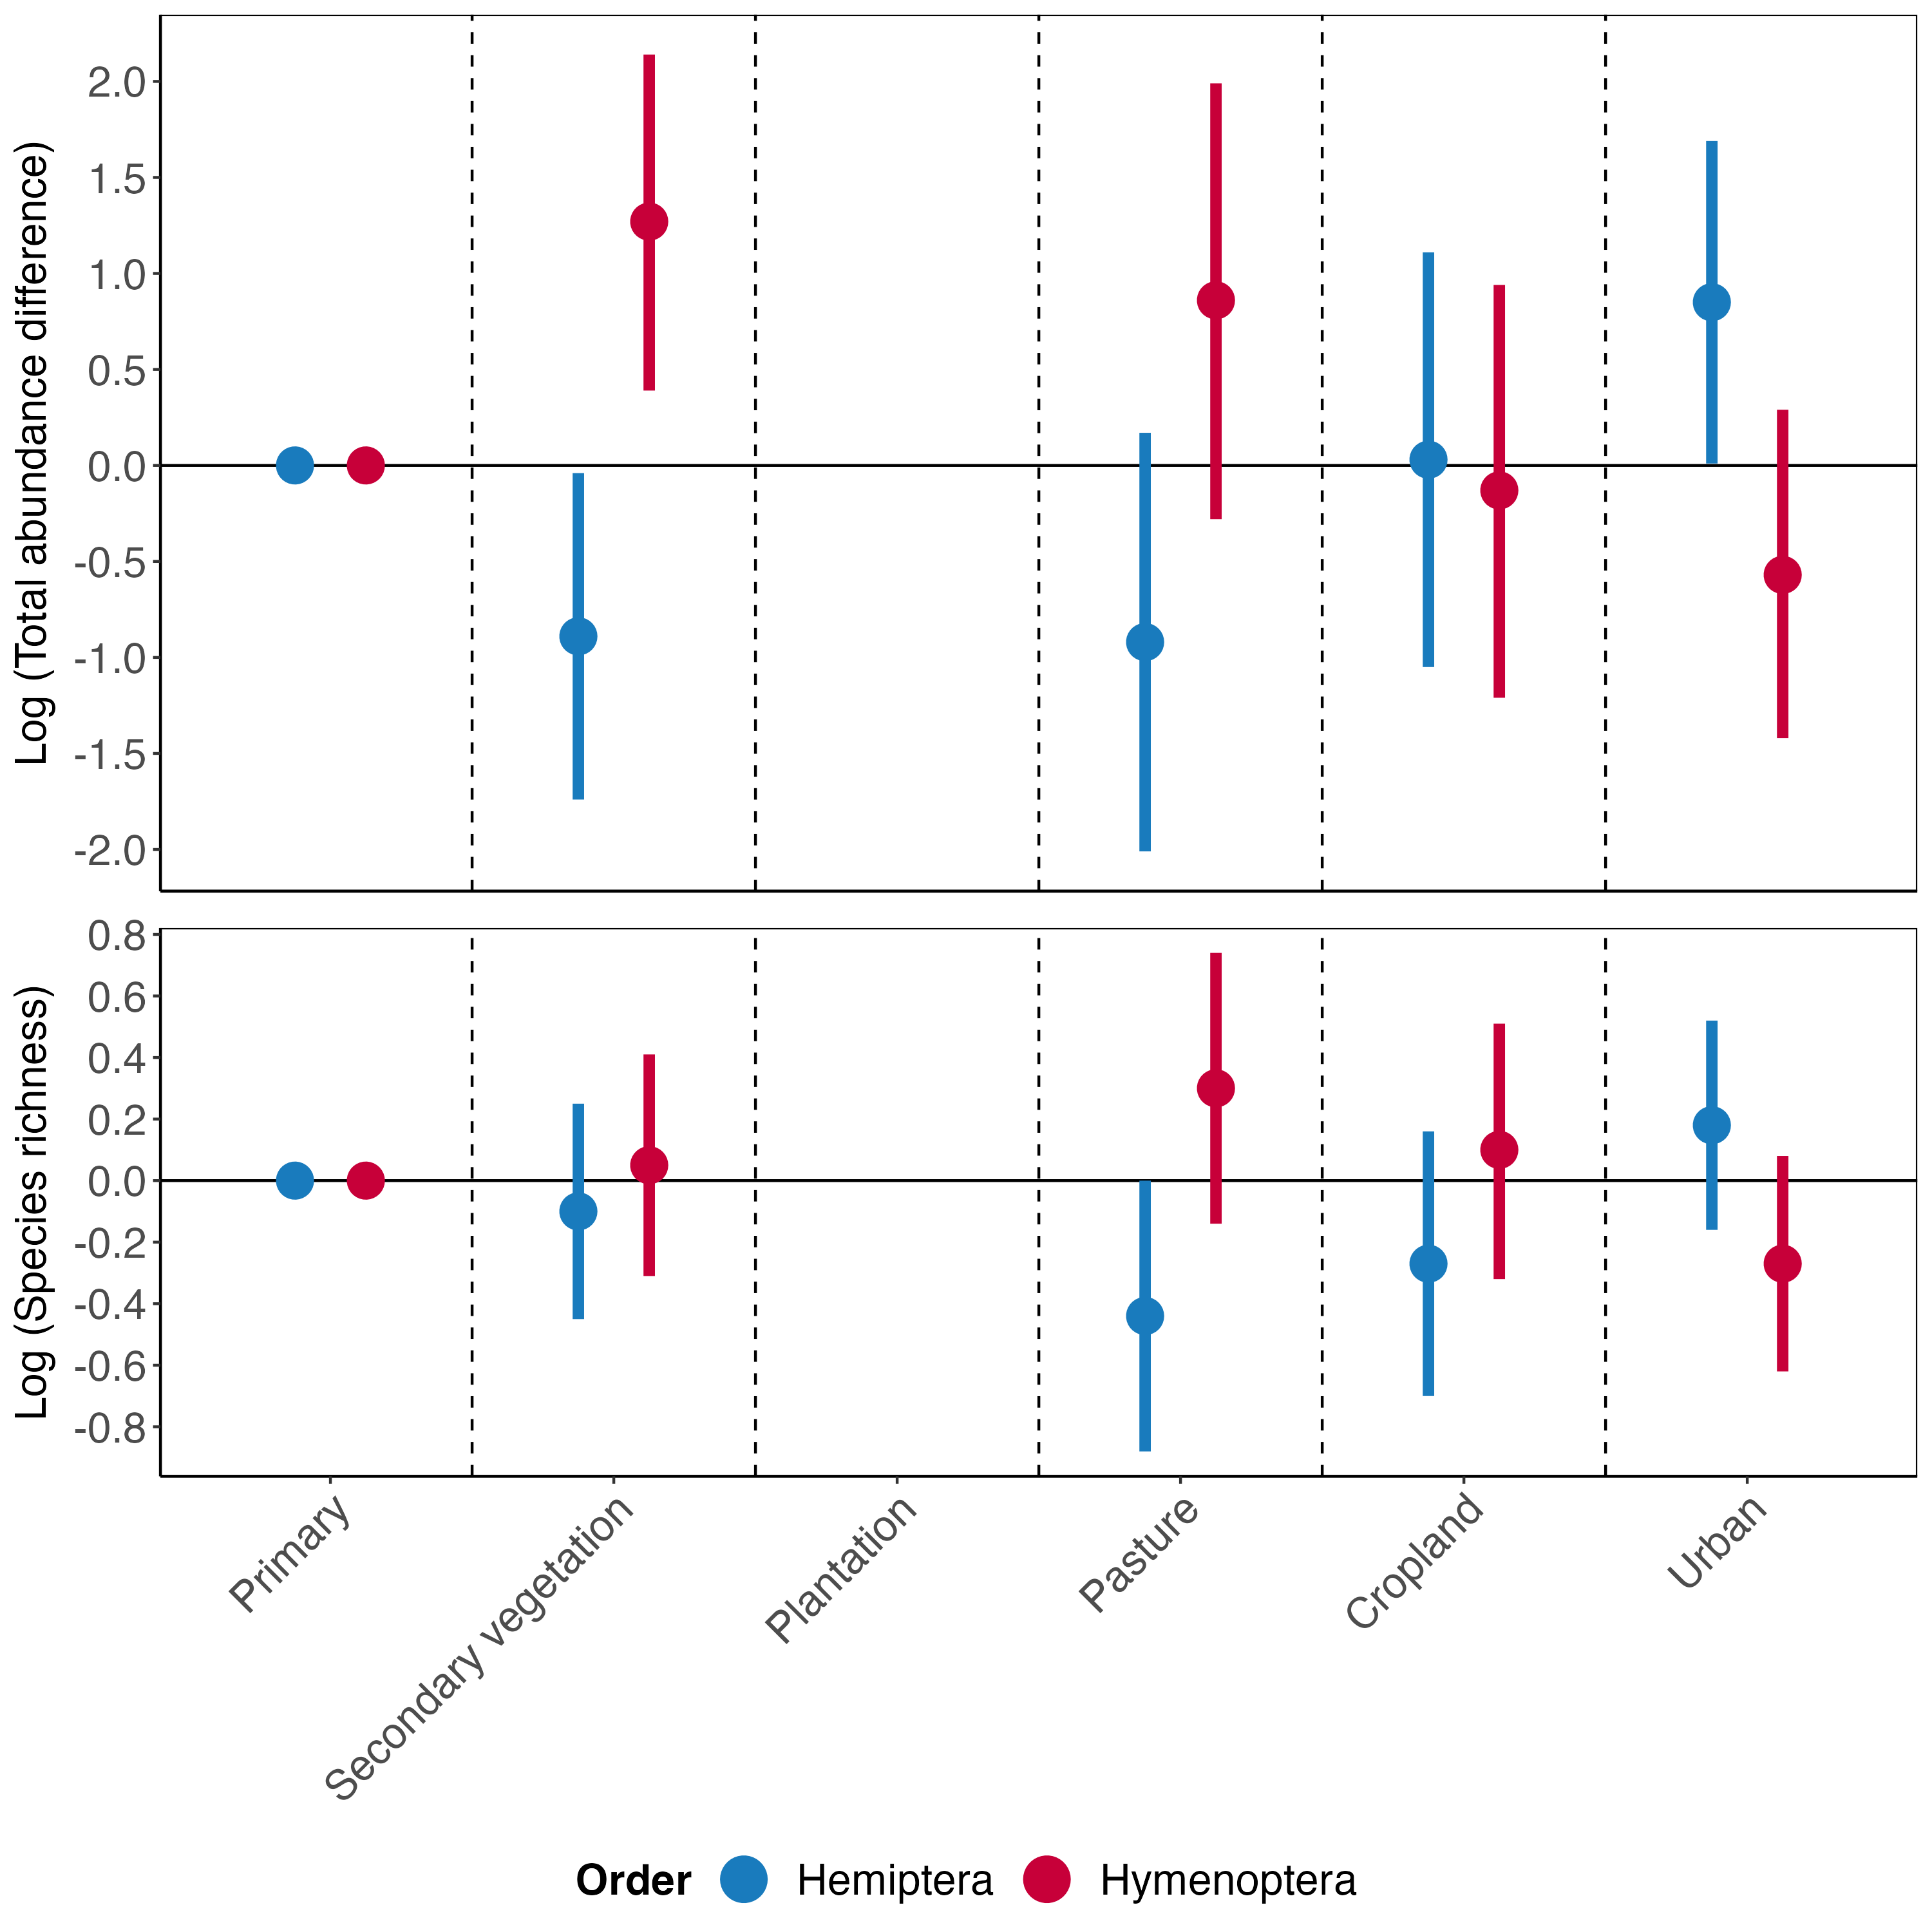 Log (Total abundance difference)
2.0
1.5
1.0
0.5
0.0
-0.5
-1.0
-1.5
-2.0
Log (Species richness)
0.8
0.6
0.4
0.2
0.0
-0.2
-0.4
-0.6
-0.8
Primary
Secondary vegetation
Plantation
Pasture
Cropland
Urban
Order Hemiptera Hymenoptera